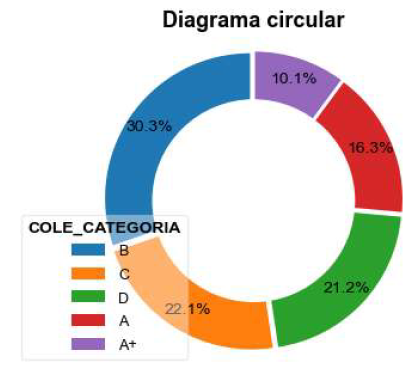 Diagrama circular
10.1%
30.3%
16.3%
COLE_CATEGORIA
B
C
D
A
A+
21.2%
22.1%